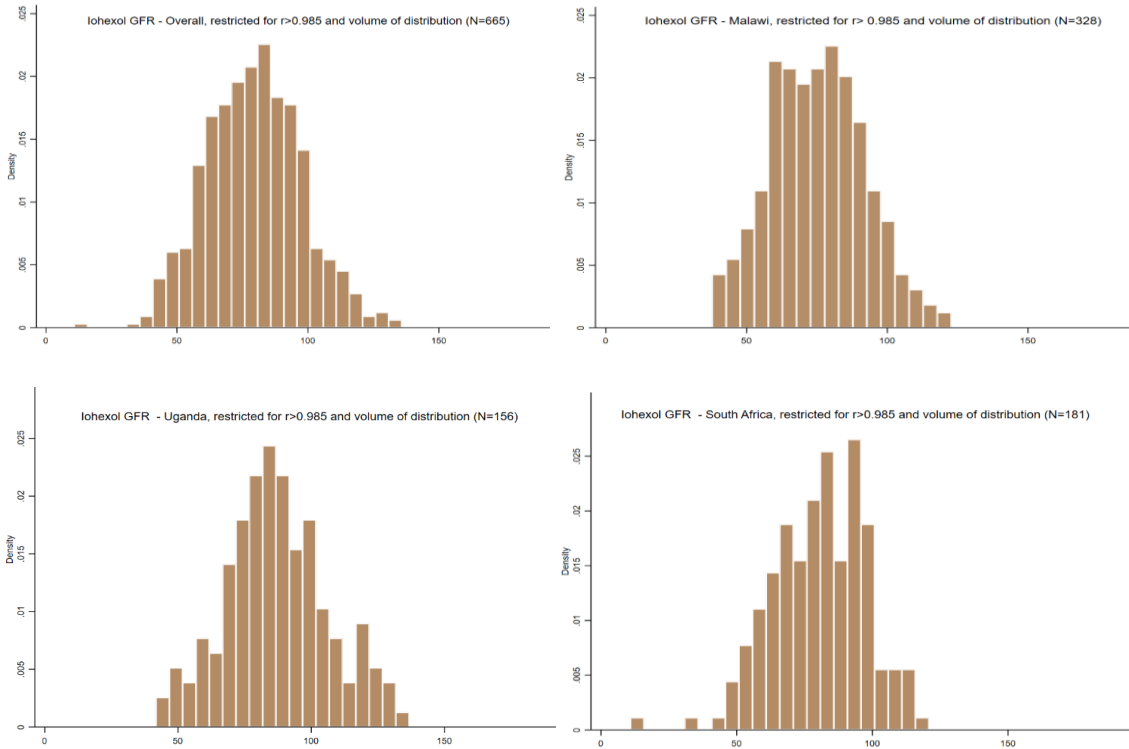 Iohexol GFR - Overall, restricted for r>0.985 and volume of distribution (N=665)
Density
.025
.02
.015
.01
.005
0
0 50 100 150
Iohexol GFR - Malawi, restricted for r> 0.985 and volume of distribution (N=328)
Density
.025
.02
.015
.01
.005
0
0 50 100 150
Iohexol GFR - Uganda, restricted for r>0.985 and volume of distribution (N=156)
Density
.025
.02
.015
.01
.005
0
0 50 100 150
Iohexol GFR - South Africa, restricted for r>0.985 and volume of distribution (N=181)
Density
.025
.02
.015
.01
.005
0
0 50 100 150